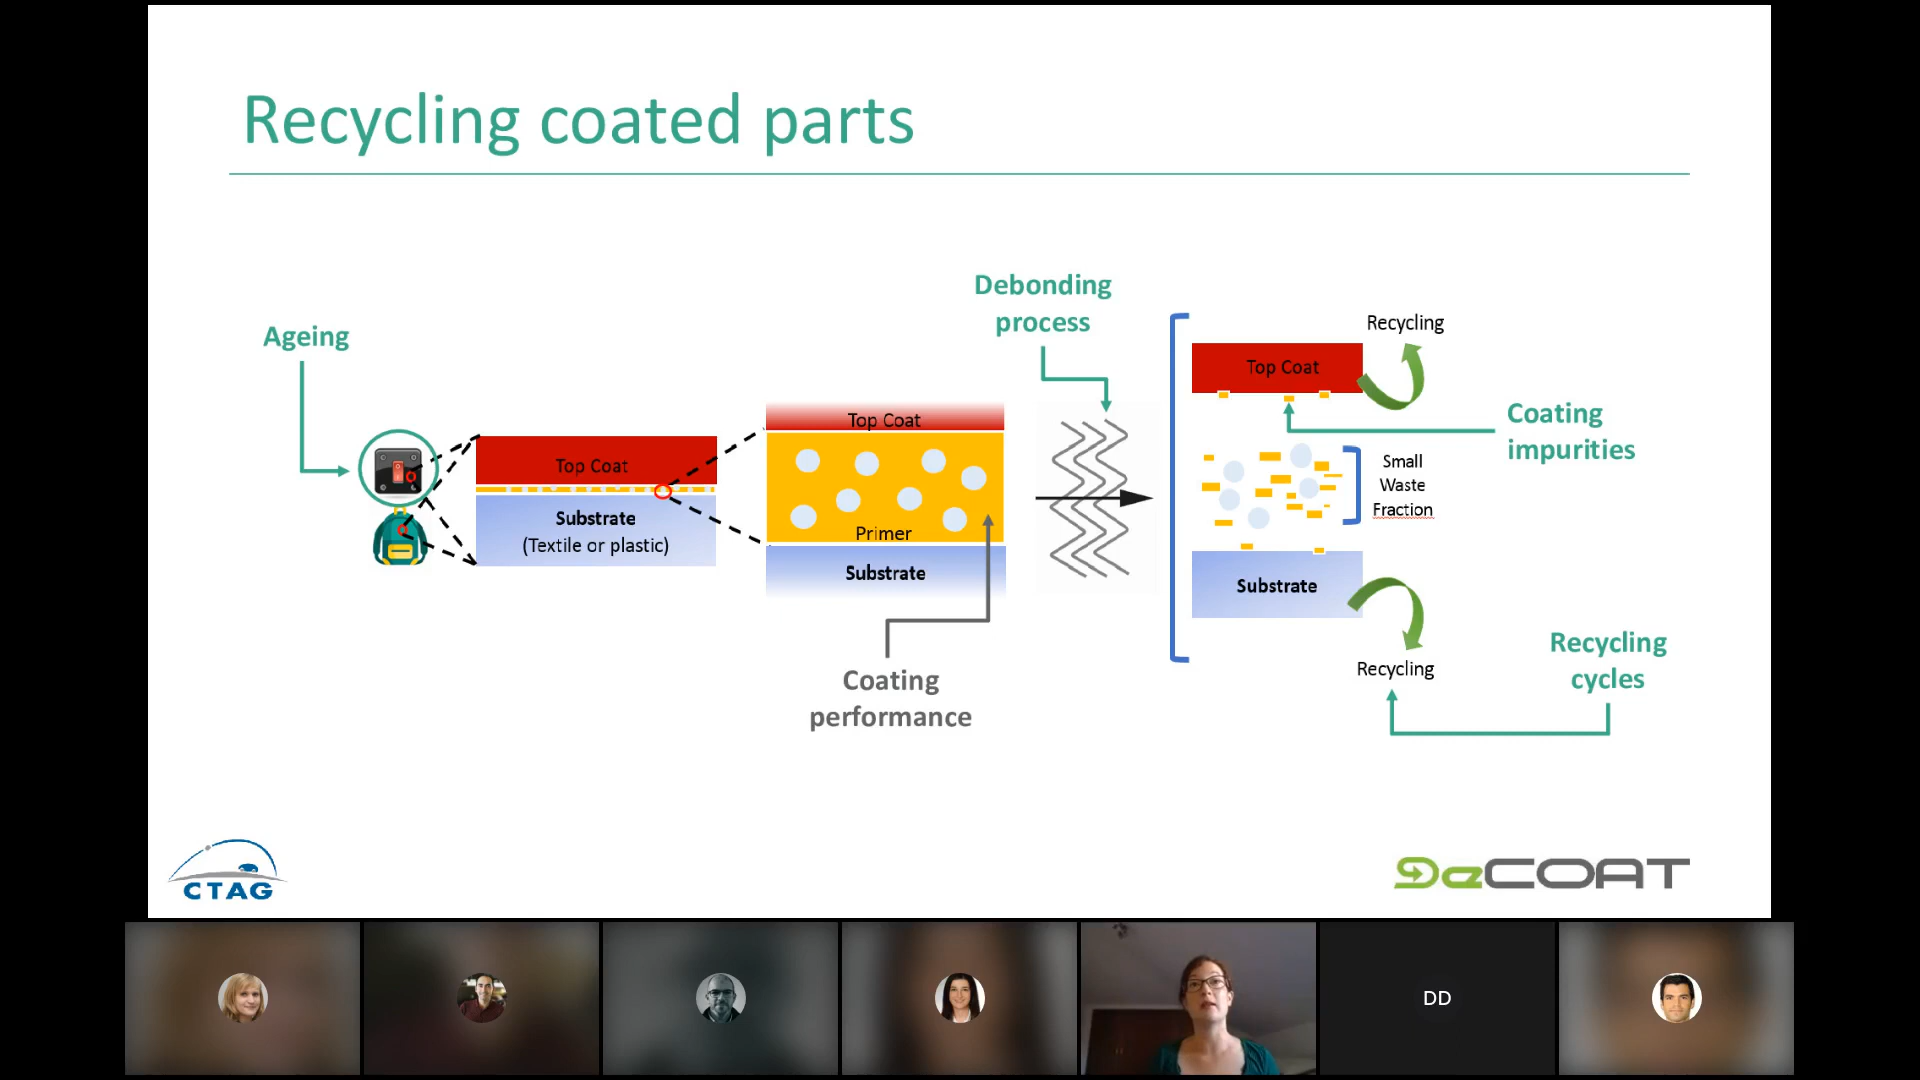 Recycling coated parts
Ageing
Top Coat
Substrate
(Textile or plastic)
Top Coat
Primer
Substrate
Coating
performance
Debonding
process
Top Coat
Recycling
Coating
impurities
Small
Waste
Fraction
Substrate
Recycling
Recycling
cycles
CTAG
DeCOAT
DD